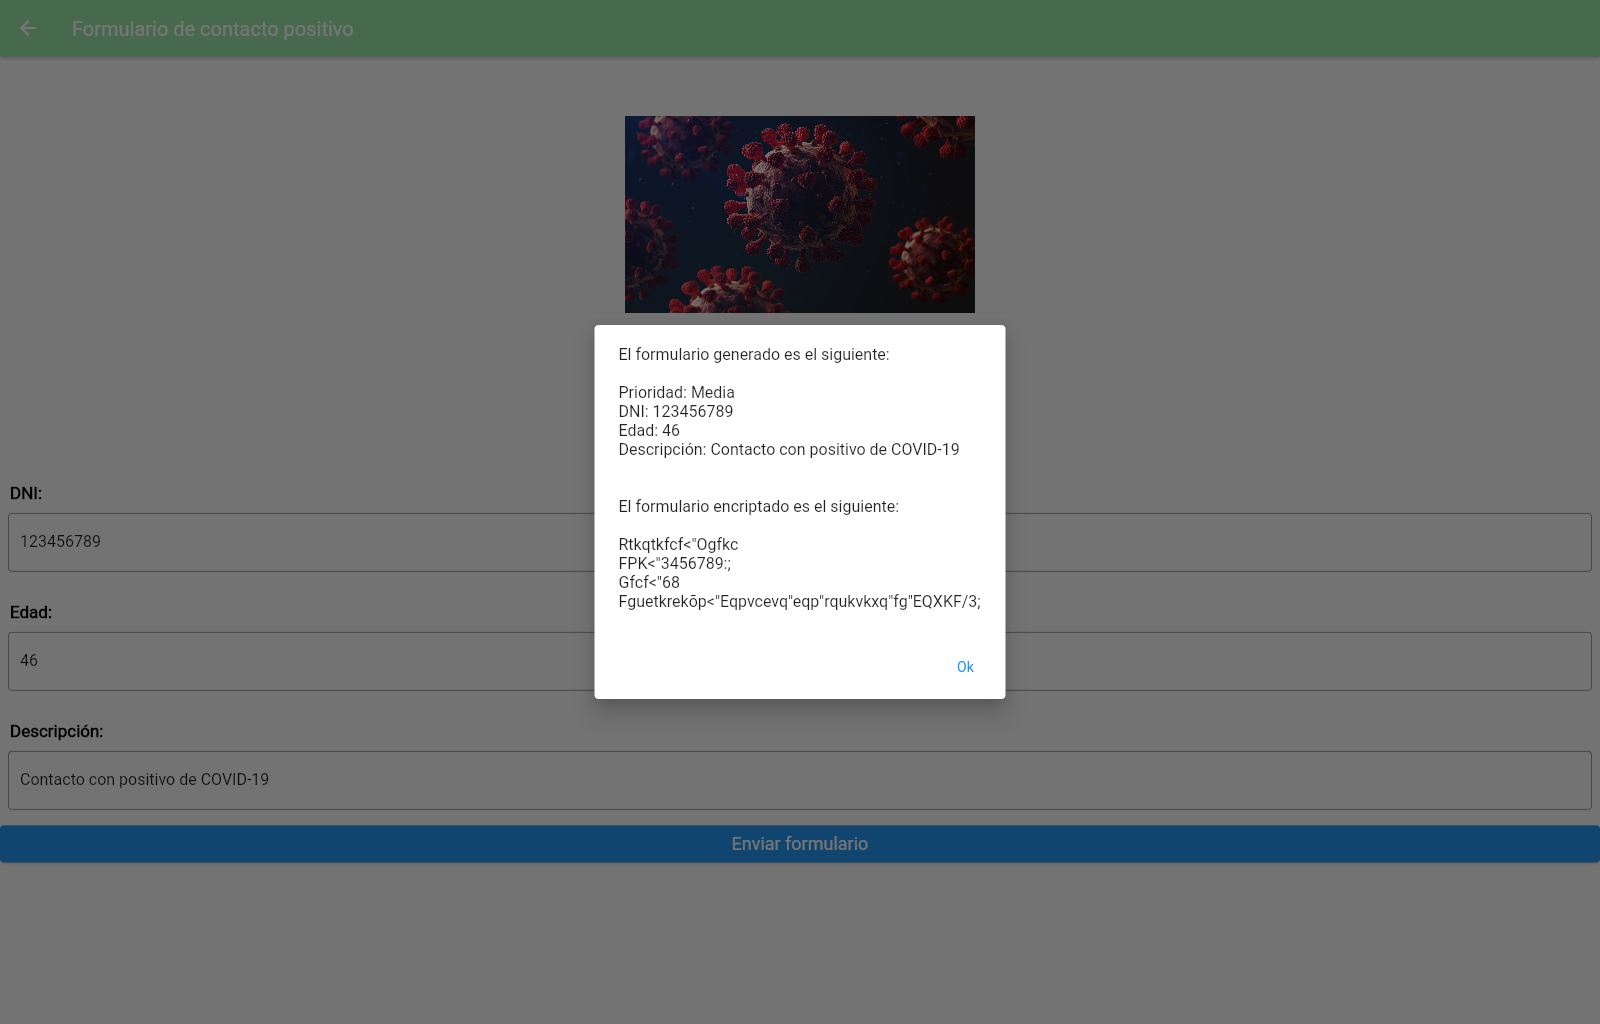 Formulario de contacto positivo
El formulario generado es el siguiente:
Prioridad: Media
DNI: 123456789
Edad: 46
Descripción: Contacto con positivo de COVID-19
El formulario encriptado es el siguiente:
Rtkqtkfcf<"Ogfkc
FPK<"3456789:;
Gfcf<"68
Fguetkrekõp<"Eqpvcevq"eqp"rqukvkxq"fg"EQXKF/3;
Ok
DNI:
123456789
Edad:
46
Descripción:
Contacto con positivo de COVID-19
Enviar formulario